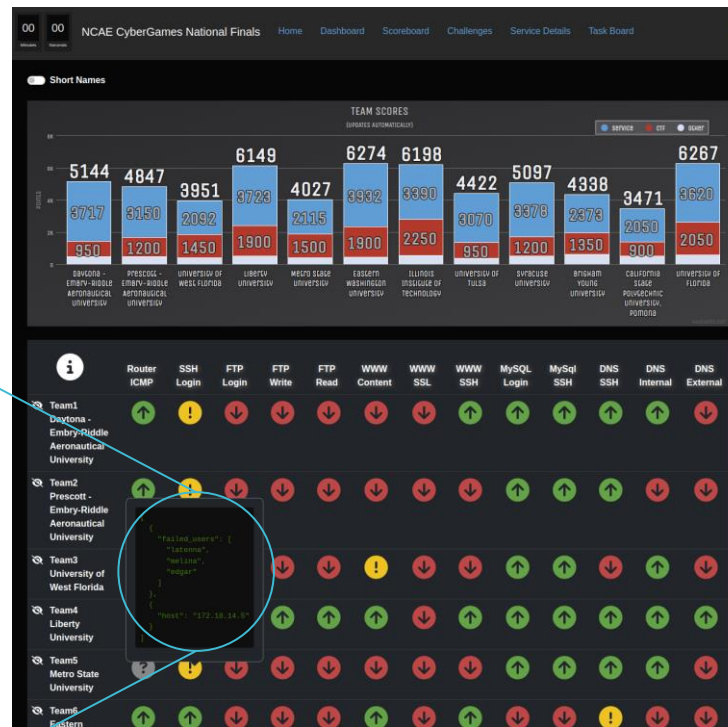 00 00 NCAE CyberGames National Finals Home Dashboard Scoreboard Challenges Service Details Task Board
Short Names
TEAM SCORES
(UPDATES AUTOMATICALLY)
service CTF other
5144 4847 3951 6149 4027 6274 6198 4422 5097 4338 3471 6267
3717 3150 2092 3723 2115 3932 3390 3070 3378 2373 2050 3620
950 1200 1450 1900 1500 1900 2250 950 1200 1350 900 2050
POINTS
Daytona - Embry-Riddle Aeronautical University
Prescott - Embry-Riddle Aeronautical University
University of West Florida
Liberty University
Metro State University
Eastern Washington University
Illinois Institute of Technology
University of Tulsa
Syracuse University
Brigham Young University
California State Polytechnic University, Pomona
University of Florida
Router ICMP
SSH Login
FTP Login
FTP Write
FTP Read
WWW Content
WWW SSL
WWW SSH
MySQL Login
MySql SSH
DNS SSH
DNS Internal
DNS External
Team1
Daytona -
Embry-Riddle
Aeronautical
University
Team2
Prescott -
Embry-Riddle
Aeronautical
University
{
"failed_users": [
"latenna",
"melina",
"edgar"
]
},
{
"host": "172.18.14.5"
}
Team3
University of
West Florida
Team4
Liberty
University
Team5
Metro State
University
Team6
Eastern